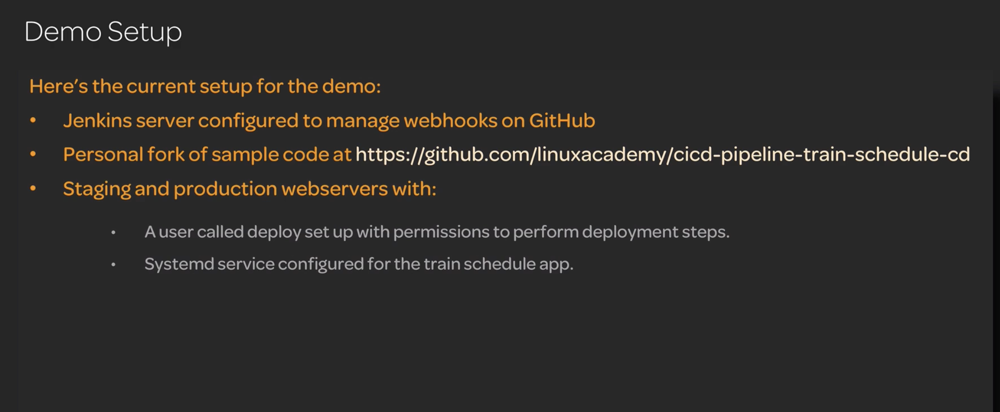 Demo Setup
Here's the current setup for the demo:
• Jenkins server configured to manage webhooks on GitHub
• Personal fork of sample code at https://github.com/linuxacademy/cicd-pipeline-train-schedule-cd
• Staging and production webservers with:
• A user called deploy set up with permissions to perform deployment steps.
• Systemd service configured for the train schedule app.